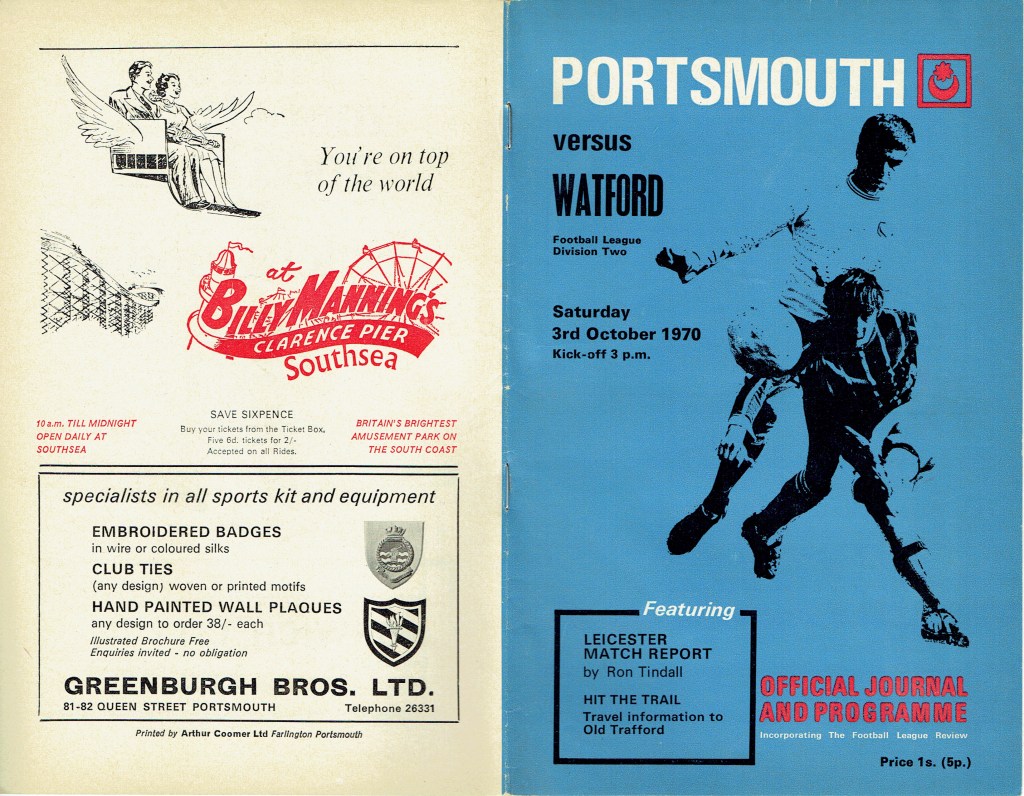 You're on top
of the world
at
BILLY MANNING'S
CLARENCE PIER
Southsea
10 a.m. TILL MIDNIGHT
OPEN DAILY AT
SOUTHSEA
SAVE SIXPENCE
Buy your tickets from the Ticket Box,
Five 6d. tickets for 2/-
Accepted on all Rides.
BRITAIN'S BRIGHTEST
AMUSEMENT PARK ON
THE SOUTH COAST
specialists in all sports kit and equipment
EMBROIDERED BADGES
in wire or coloured silks
CLUB TIES
(any design) woven or printed motifs
HAND PAINTED WALL PLAQUES
any design to order 38/- each
Illustrated Brochure Free
Enquiries invited - no obligation
GREENBURGH BROS. LTD.
81-82 QUEEN STREET PORTSMOUTH
Telephone 26331
Printed by Arthur Coomer Ltd Farlington Portsmouth
PORTSMOUTH
versus
WATFORD
Football League
Division Two
Saturday
3rd October 1970
Kick-off 3 p.m.
Featuring
LEICESTER
MATCH REPORT
by Ron Tindall
HIT THE TRAIL
Travel information to
Old Trafford
OFFICIAL JOURNAL
AND PROGRAMME
Incorporating The Football League Review
Price 1s. (5p.)